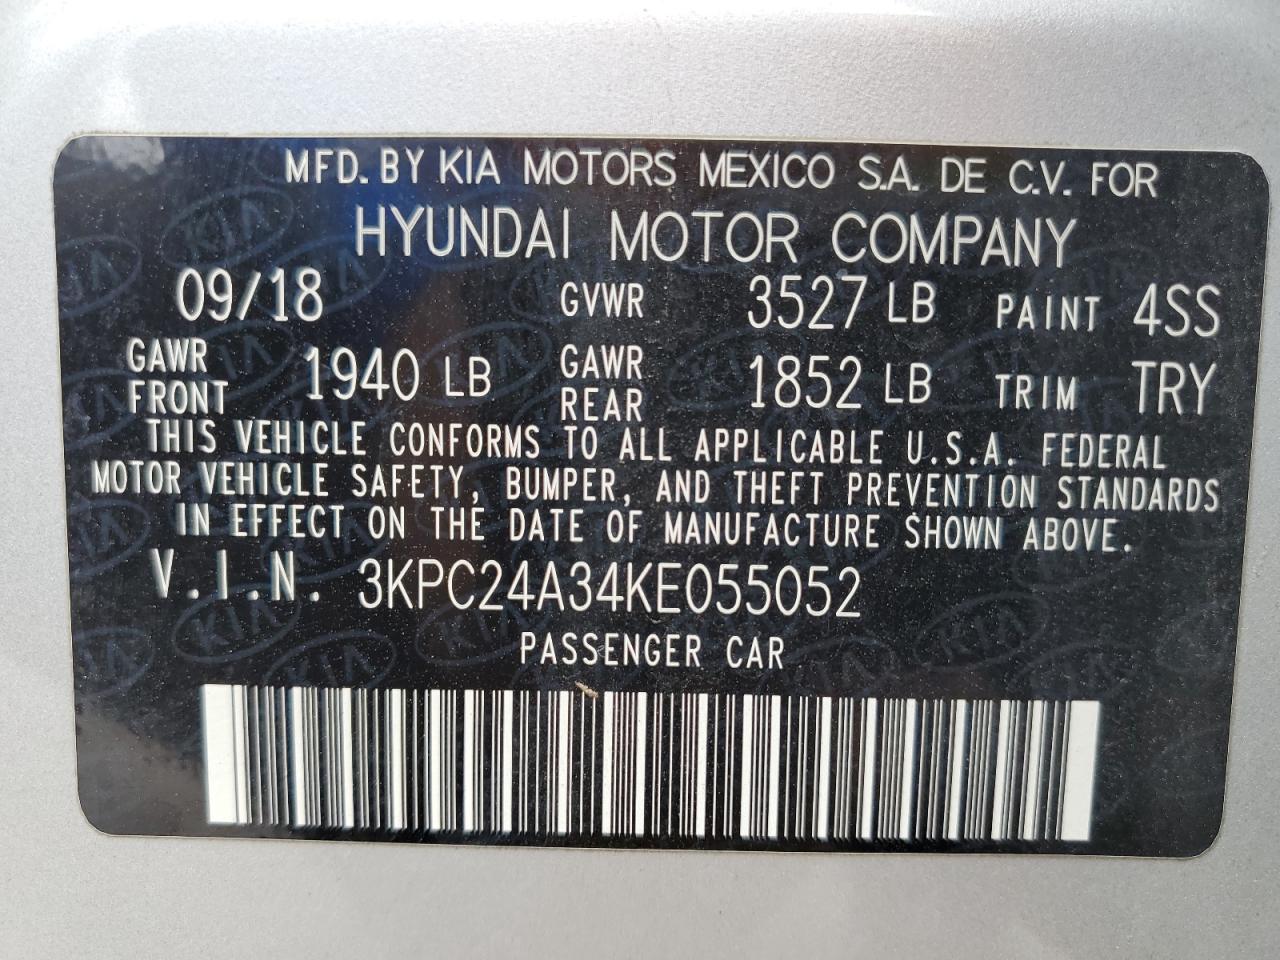 MFD. BY KIA MOTORS MEXICO S.A. DE C.V. FOR
HYUNDAI MOTOR COMPANY
09/18 GVWR 3527 LB PAINT 4SS
GAWR FRONT 1940 LB GAWR REAR 1852 LB TRIM TRY
THIS VEHICLE CONFORMS TO ALL APPLICABLE U.S.A. FEDERAL
MOTOR VEHICLE SAFETY, BUMPER, AND THEFT PREVENTION STANDARDS
IN EFFECT ON THE DATE OF MANUFACTURE SHOWN ABOVE.
V.I.N. 3KPC24A34KE055052
PASSENGER CAR